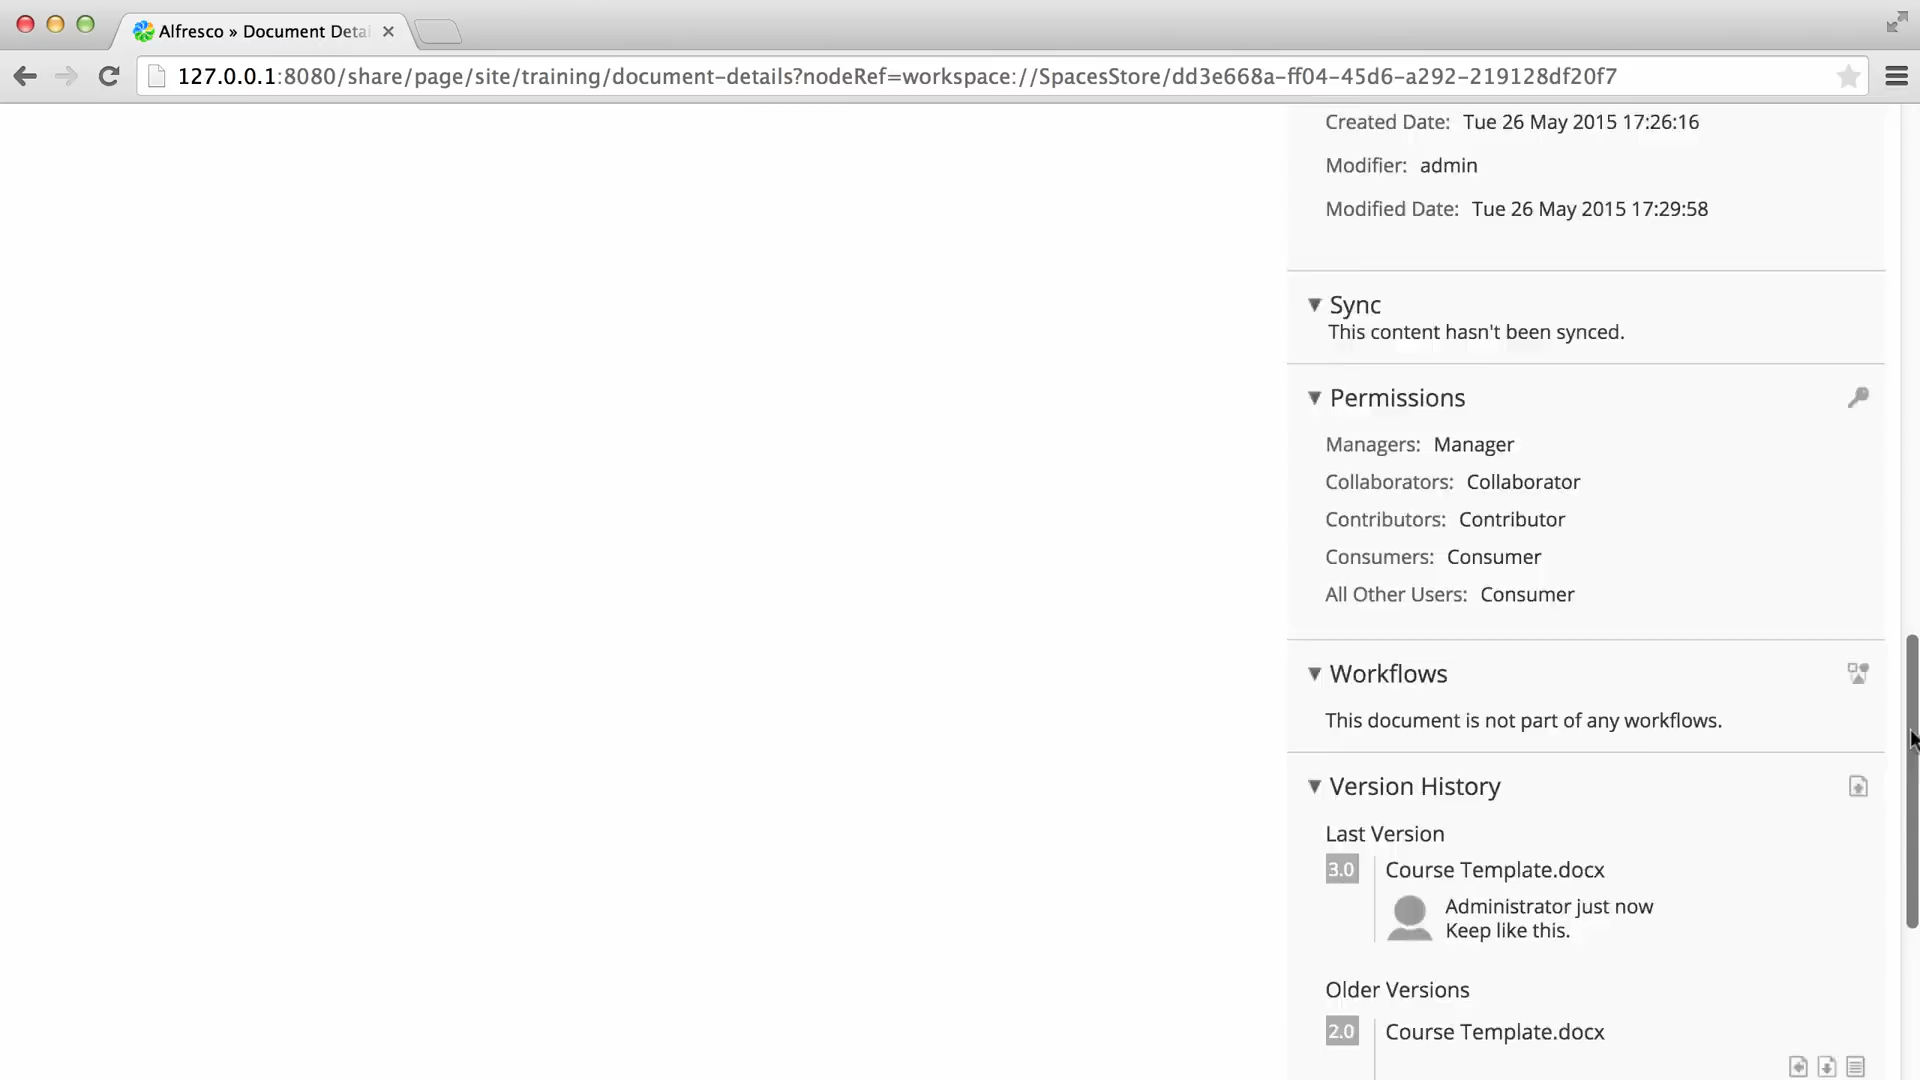 Alfresco » Document Deta
127.0.0.1:8080/share/page/site/training/document-details?nodeRef=workspace://SpacesStore/dd3e668a-ff04-45d6-a292-219128df20f7
Created Date: Tue 26 May 2015 17:26:16
Modifier: admin
Modified Date: Tue 26 May 2015 17:29:58
Sync
This content hasn't been synced.
Permissions
Managers: Manager
Collaborators: Collaborator
Contributors: Contributor
Consumers: Consumer
All Other Users: Consumer
Workflows
This document is not part of any workflows.
Version History
Last Version
3.0 Course Template.docx
Administrator just now
Keep like this.
Older Versions
2.0 Course Template.docx